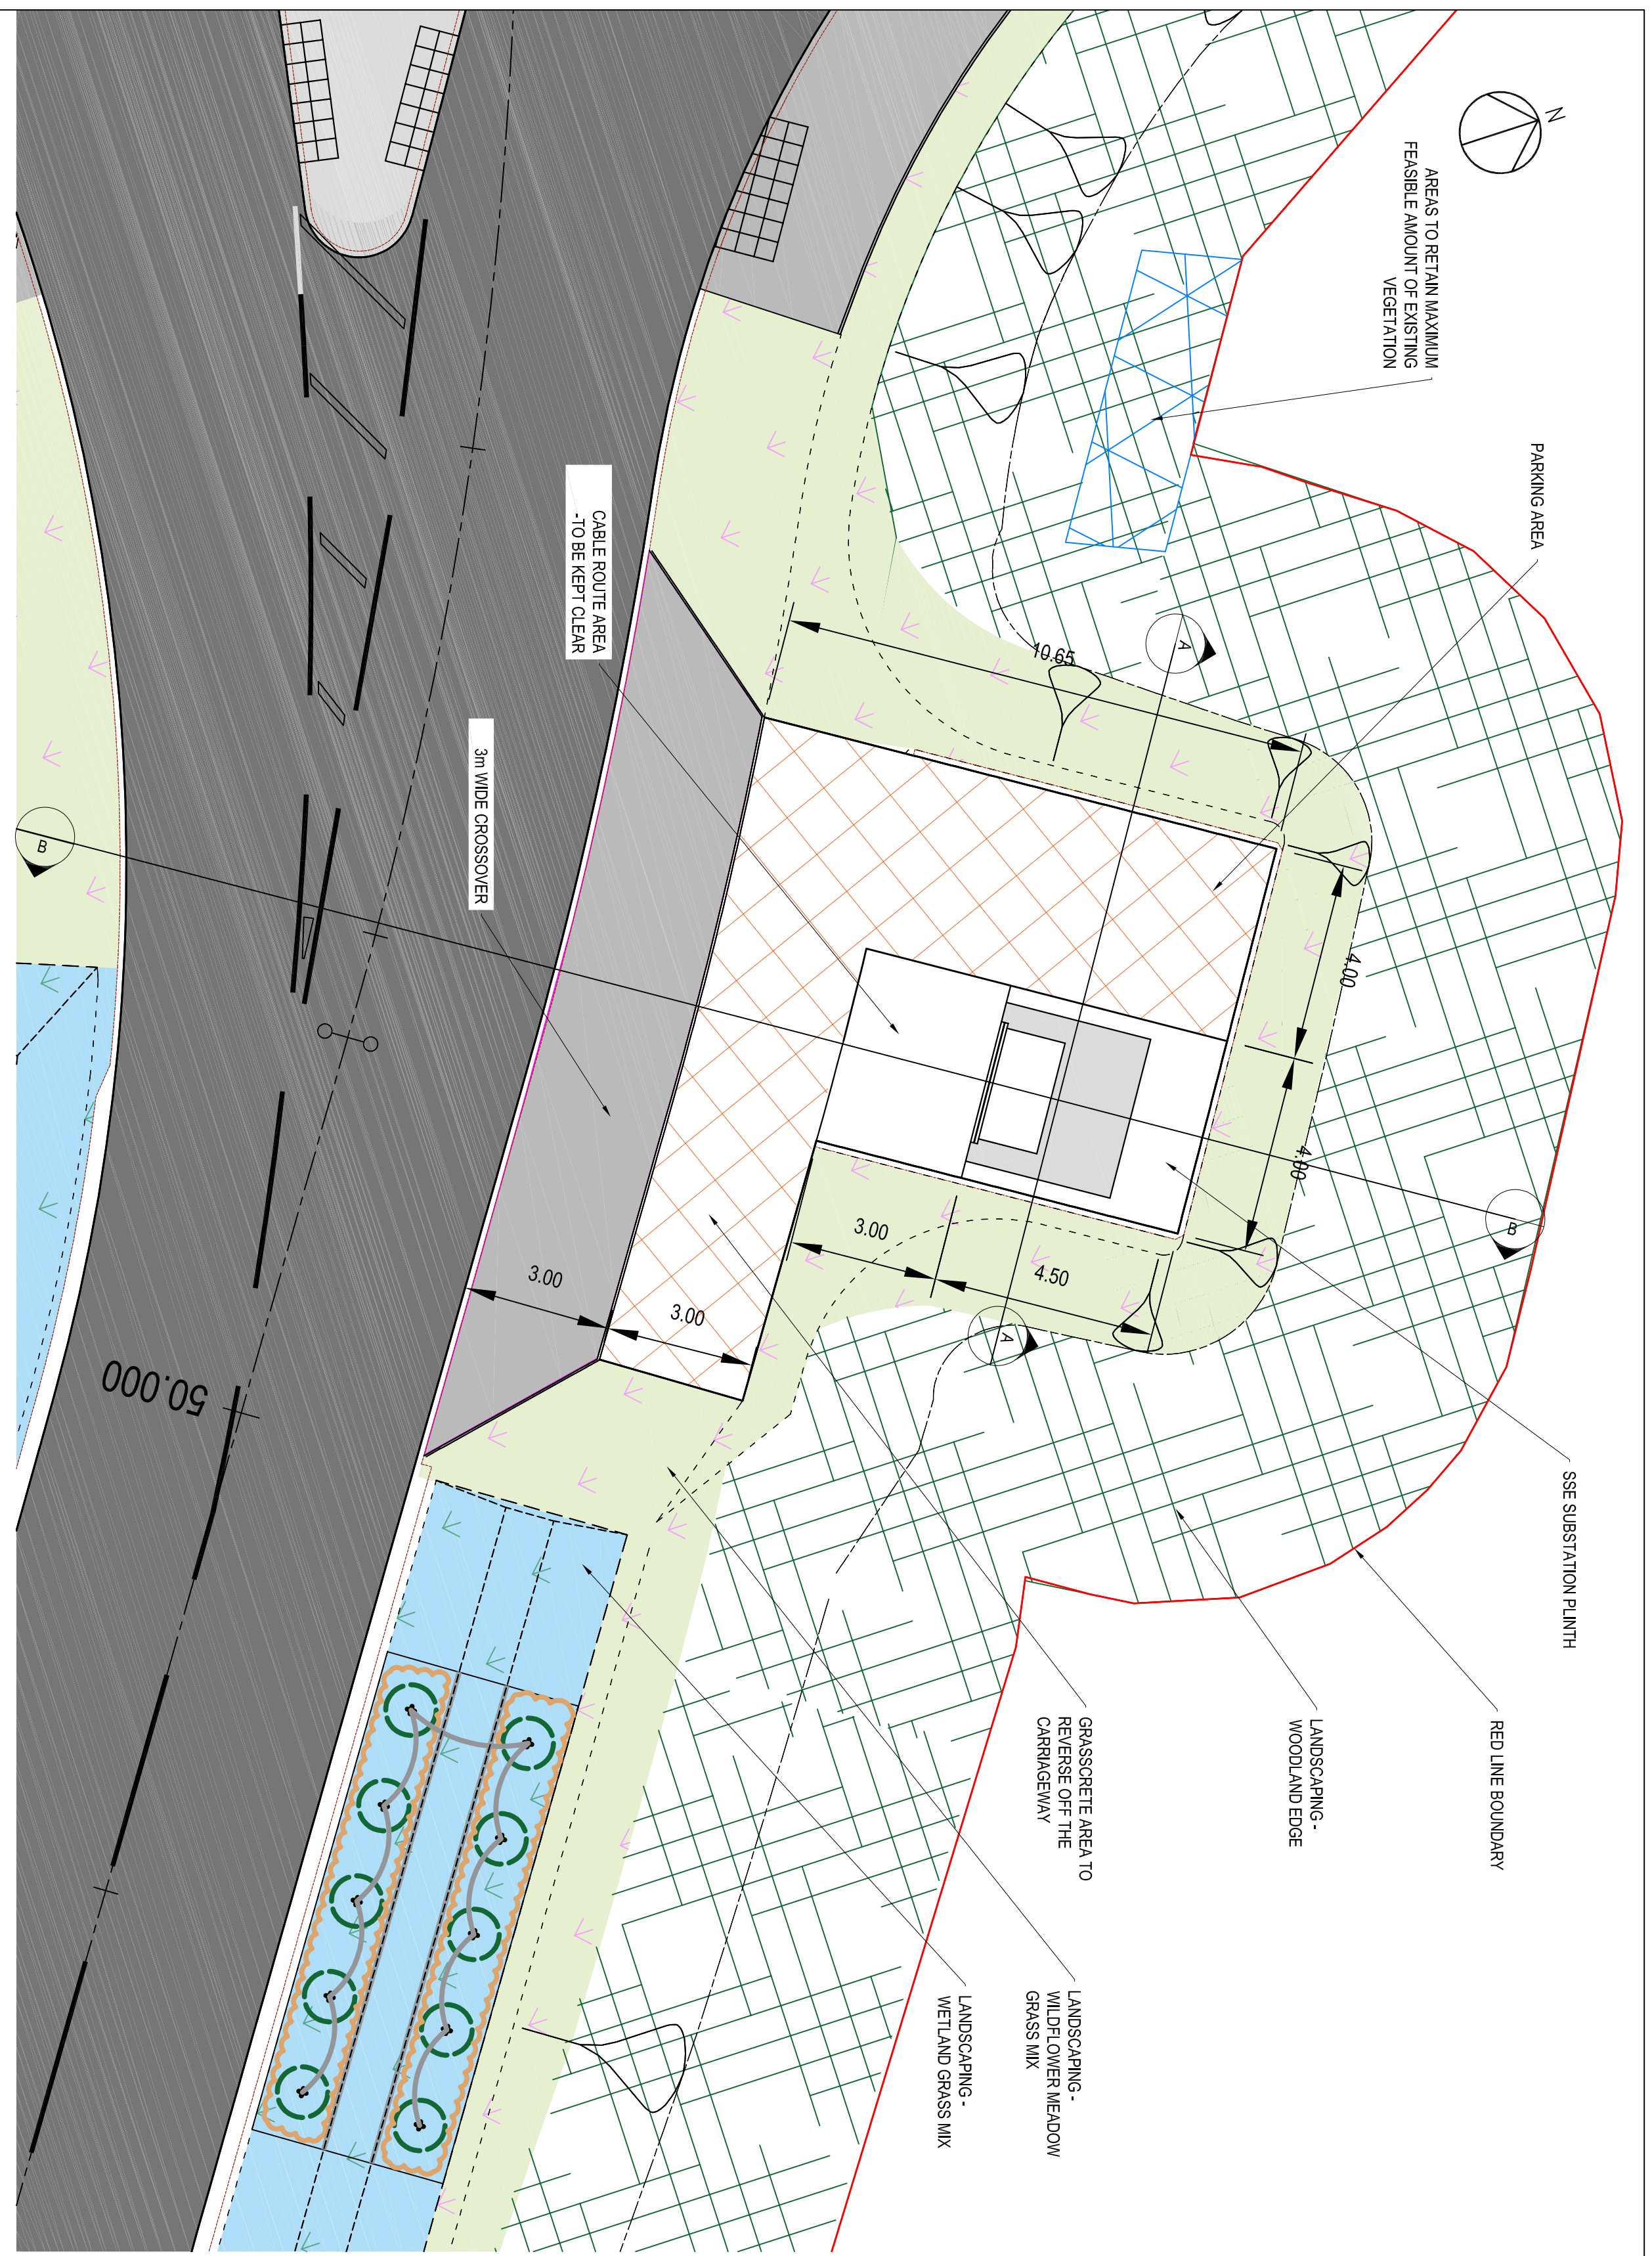 N
AREAS TO RETAIN MAXIMUM
FEASIBLE AMOUNT OF EXISTING
VEGETATION
PARKING AREA
CABLE ROUTE AREA
-TO BE KEPT CLEAR
3m WIDE CROSSOVER
10.65
A
4.00
4.00
B
B
3.00
4.50
A
3.00
3.00
50.000
SSE SUBSTATION PLINTH
RED LINE BOUNDARY
LANDSCAPING -
WOODLAND EDGE
GRASSCRETE AREA TO
REVERSE OFF THE
CARRIAGEWAY
LANDSCAPING -
WILDFLOWER MEADOW
GRASS MIX
LANDSCAPING -
WETLAND GRASS MIX